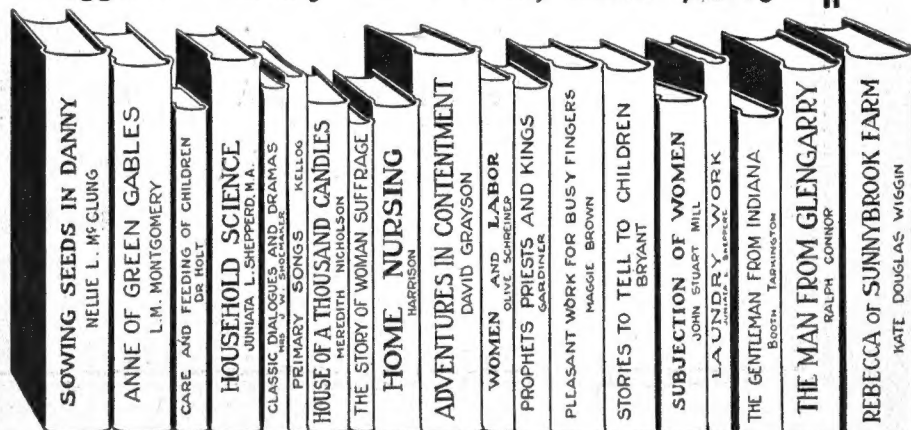 SOWING SEEDS IN DANNY
NELLIE L. McCLUNG
ANNE OF GREEN GABLES
L.M. MONTGOMERY
CARE AND FEEDING OF CHILDREN
DR HOLT
HOUSEHOLD SCIENCE
JUNIATA L. SHEPPERD, M.A.
CLASSIC DIALOGUES AND DRAMAS
MRS J. W. SHOEMAKER
PRIMARY SONGS KELLOG
HOUSE OF A THOUSAND CANDLES
MEREDITH NICHOLSON
THE STORY OF WOMAN SUFFRAGE
HOME NURSING
HARRISON
ADVENTURES IN CONTENTMENT
DAVID GRAYSON
WOMEN AND LABOR
OLIVE SCHREINER
PROPHETS PRIESTS AND KINGS
GARDINER
PLEASANT WORK FOR BUSY FINGERS
MAGGIE BROWN
STORIES TO TELL TO CHILDREN
BRYANT
SUBJECTION OF WOMEN
JOHN STUART MILL
LAUNDRY WORK
JUNIATA L SHEPPERD
THE GENTLEMAN FROM INDIANA
BOOTH TARKINGTON
THE MAN FROM GLENGARRY
RALPH CONNOR
REBECCA OF SUNNYBROOK FARM
KATE DOUGLAS WIGGIN